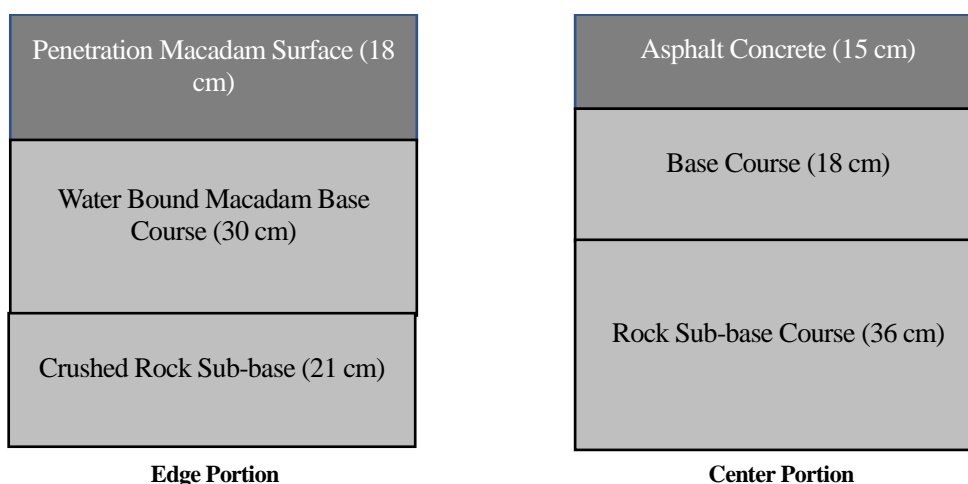 Penetration Macadam Surface (18
cm)
Water Bound Macadam Base
Course (30 cm)
Crushed Rock Sub-base (21 cm)
Edge Portion
Asphalt Concrete (15 cm)
Base Course (18 cm)
Rock Sub-base Course (36 cm)
Center Portion